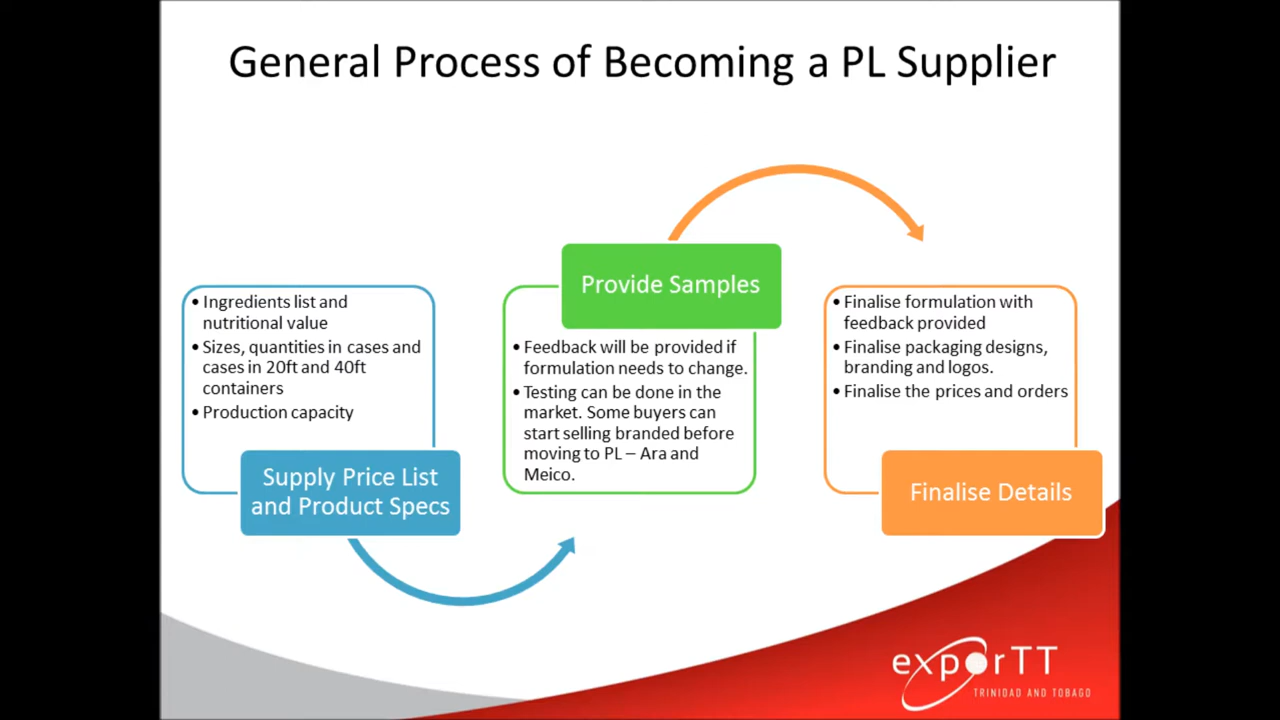 General Process of Becoming a PL Supplier
• Ingredients list and
nutritional value
• Sizes, quantities in cases and
cases in 20ft and 40ft
containers
• Production capacity
Supply Price List
and Product Specs
Provide Samples
• Feedback will be provided if
formulation needs to change.
• Testing can be done in the
market. Some buyers can
start selling branded before
moving to PL – Ara and
Meico.
• Finalise formulation with
feedback provided
• Finalise packaging designs,
branding and logos.
• Finalise the prices and orders
Finalise Details
exporTT
TRINIDAD AND TOBAGO